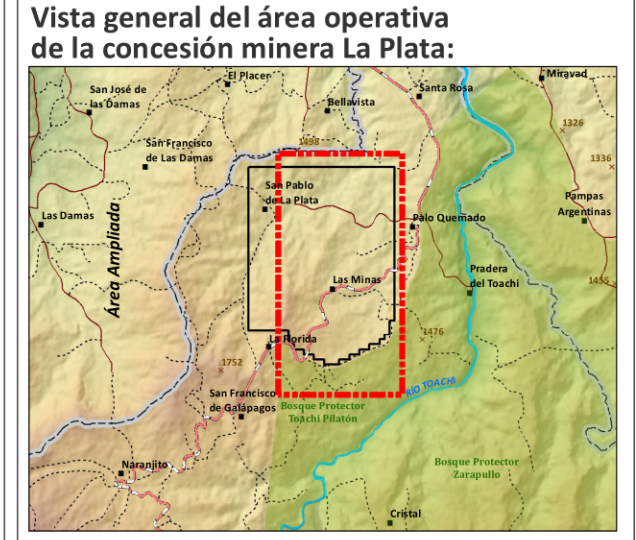 Vista general del área operativa
de la concesión minera La Plata:
El Placer
Miravad
San José de
las Damas
Santa Rosa
Bellavista
1326
1498
San Francisco
de Las Damas
1336
San Pablo
de La Plata
Pampas
Argentinas
Las Damas
Palo Quemado
Área Ampliada
Pradera
del Toachi
Las Minas
1455
1476
La Florida
1752
RÍO TOACHI
San Francisco
de Galápagos
Bosque Protector
Toachi Pilatón
Naranjito
Bosque Protector
Zarapullo
Cristal